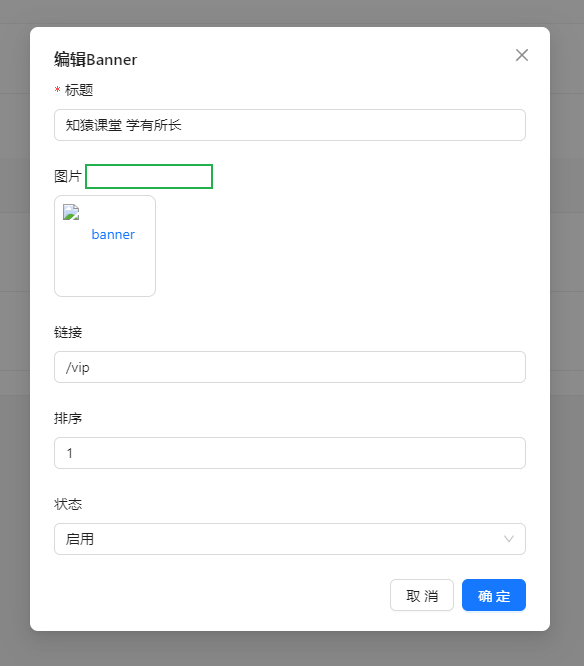 编辑Banner
* 标题
知猿课堂 学有所长
图片
banner
链接
/vip
排序
1
状态
启用
取 消
确 定